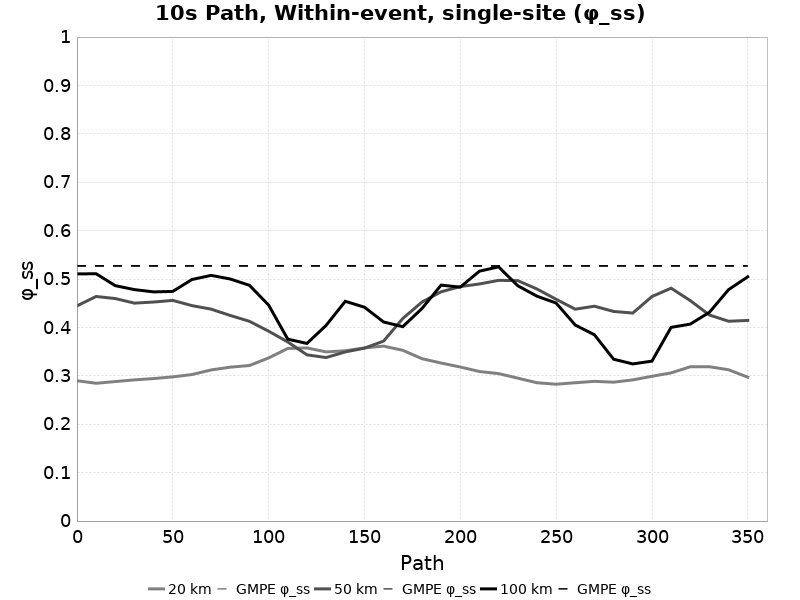 10s Path, Within-event, single-site (φ_ss)
1
0.9
0.8
0.7
0.6
0.5
0.4
0.3
0.2
0.1
0
φ_ss
0 50 100 150 200 250 300 350
Path
20 km GMPE φ_ss 50 km GMPE φ_ss 100 km GMPE φ_ss